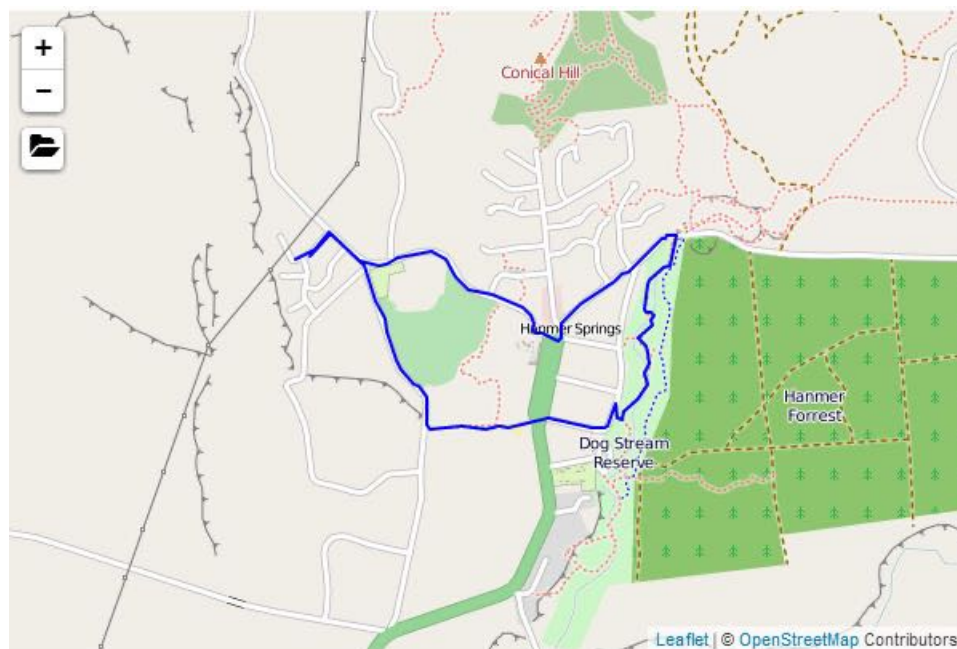 +
−
Conical Hill
Hanmer Springs
Hanmer
Forrest
Dog Stream
Reserve
Leaflet | © OpenStreetMap Contributors